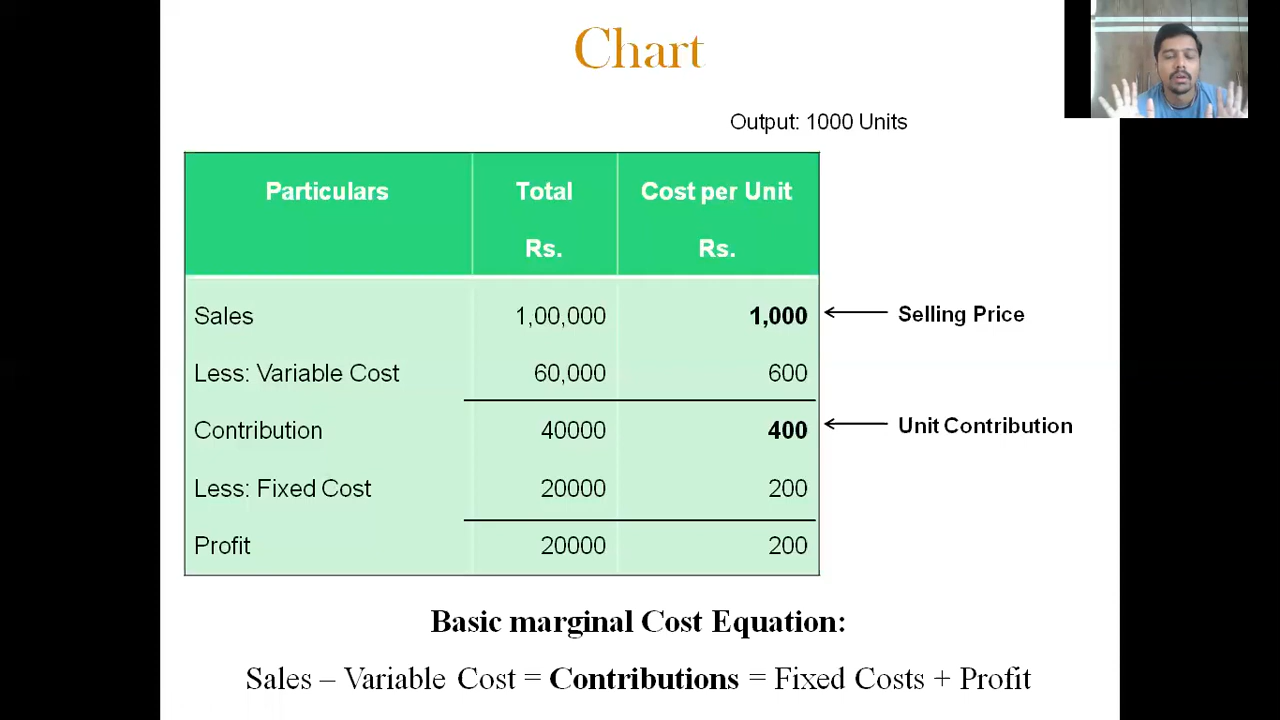 Chart
Output: 1000 Units
Particulars Total Cost per Unit
Rs. Rs.
Sales 1,00,000 1,000 Selling Price
Less: Variable Cost 60,000 600
Contribution 40000 400 Unit Contribution
Less: Fixed Cost 20000 200
Profit 20000 200
Basic marginal Cost Equation:
Sales – Variable Cost = Contributions = Fixed Costs + Profit